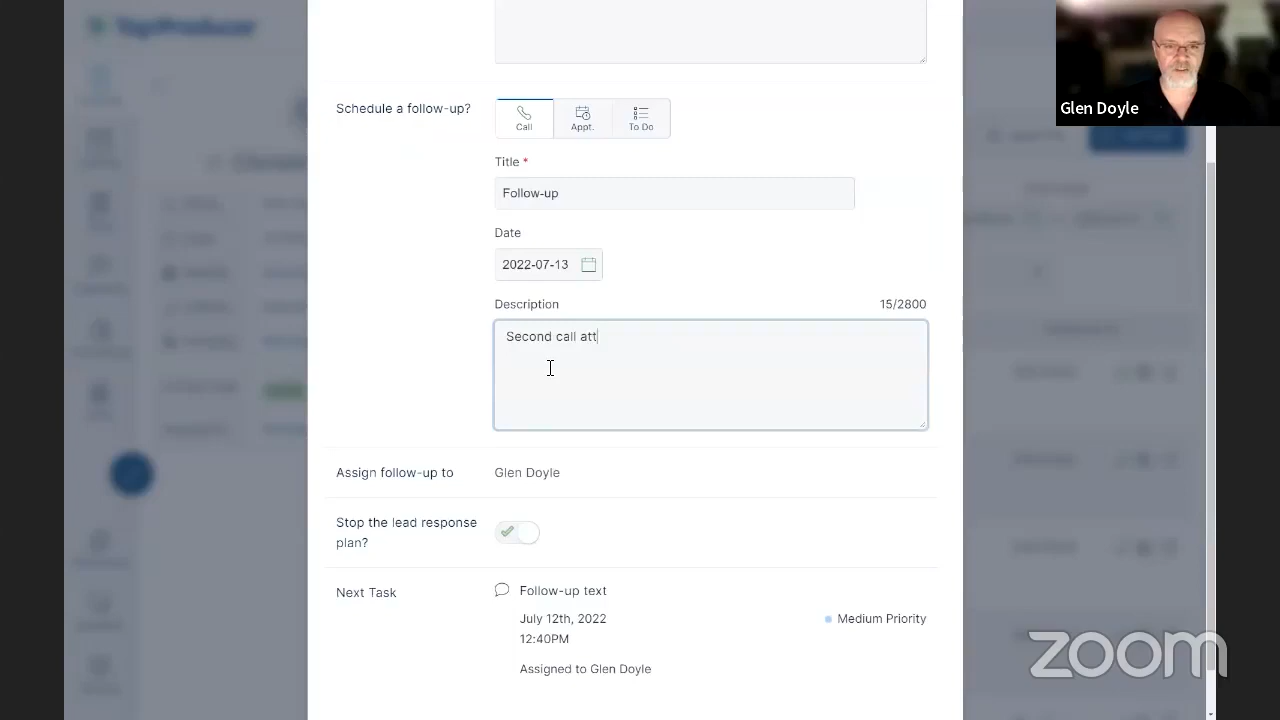 TopProducer
Glen Doyle
Schedule a follow-up?
Call
Appt.
To Do
Title *
Follow-up
Date
2022-07-13
Description
15/2800
Second call att
Assign follow-up to
Glen Doyle
Stop the lead response
plan?
Next Task
Follow-up text
July 12th, 2022
Medium Priority
12:40PM
Assigned to Glen Doyle
zoom